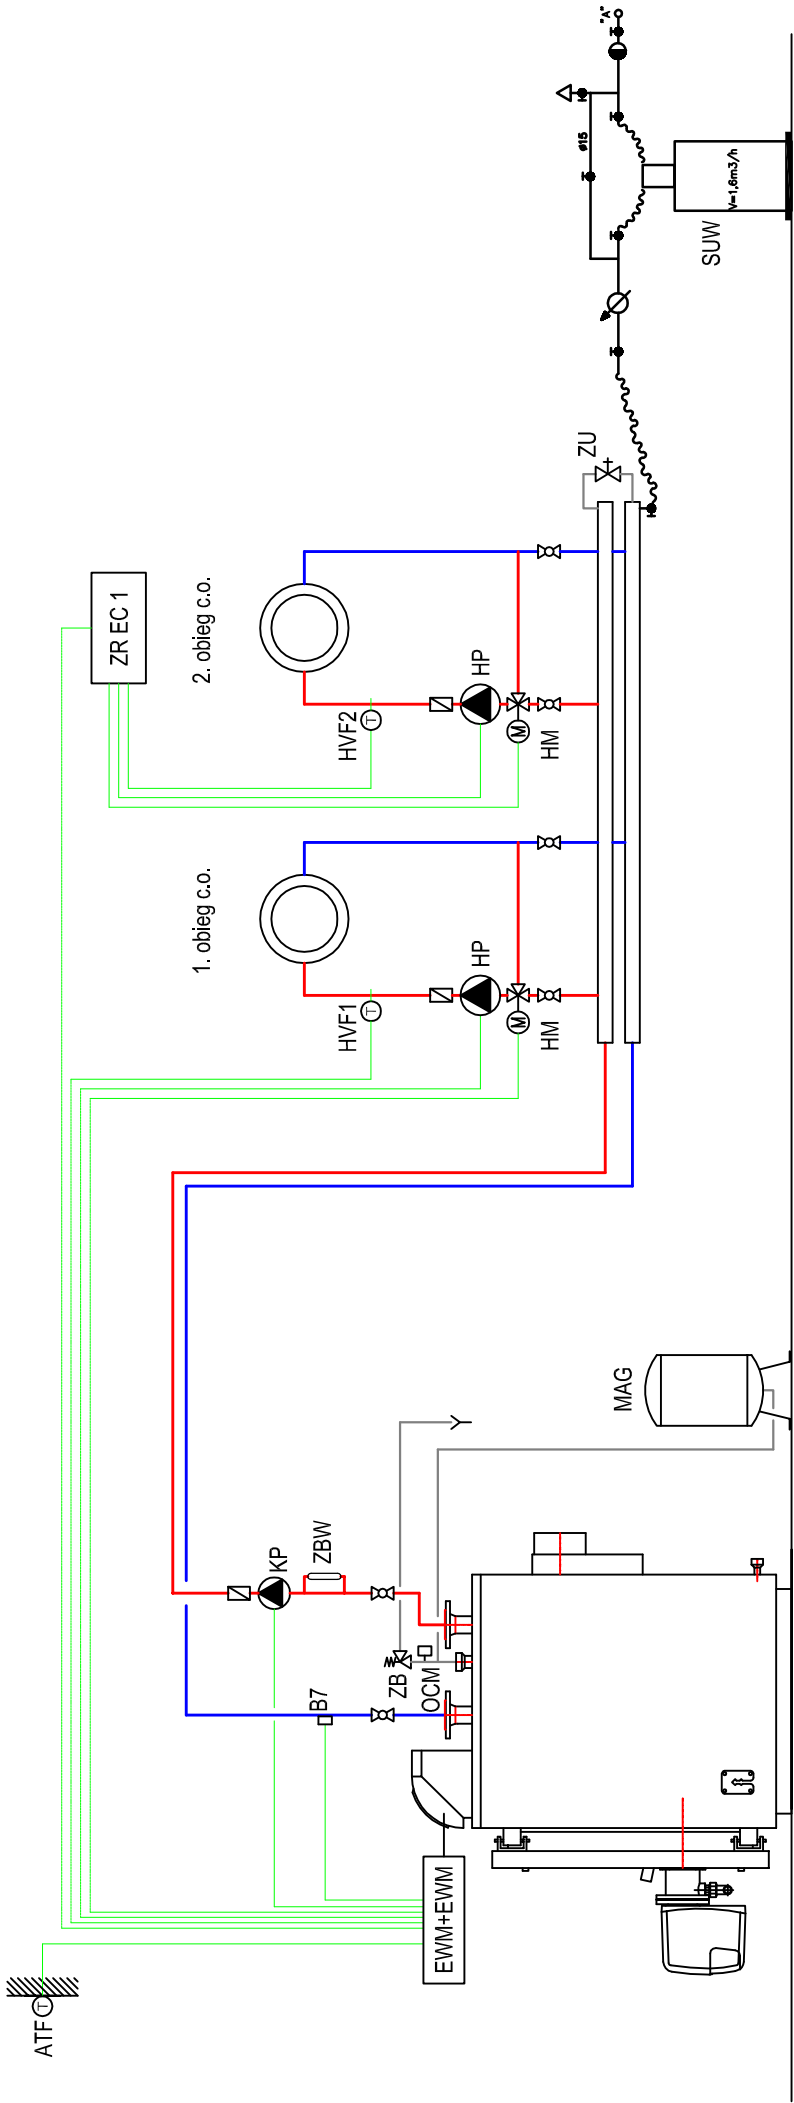 ATF
T
EWM+EWM
B7
KP
ZBW
ZB
OCM
MAG
1. obieg c.o.
HVF1
T
HP
M
HM
ZR EC 1
2. obieg c.o.
HVF2
T
HP
M
HM
ZU
SUW
V=1,6m3/h
ø15
"A"